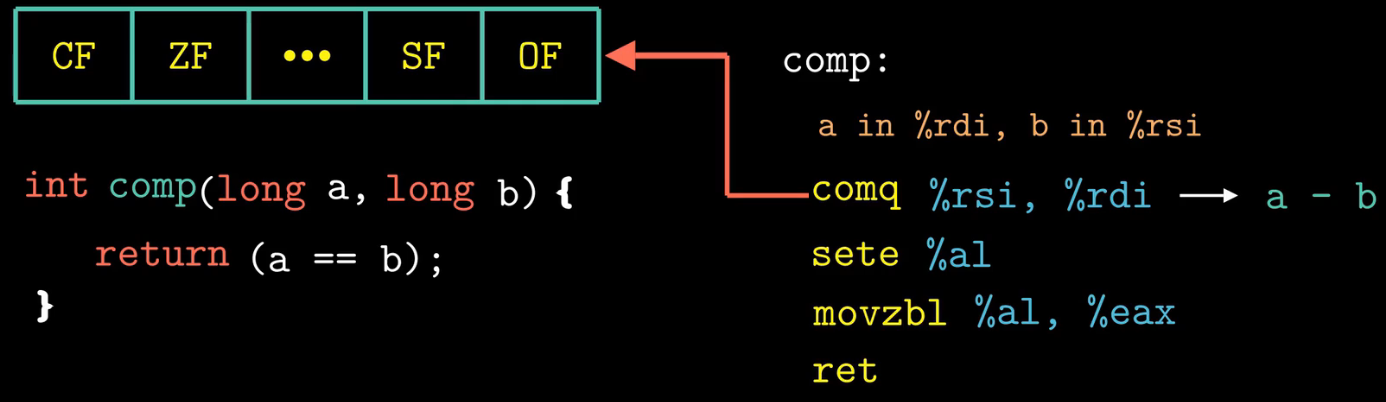 CF ZF ••• SF OF
int comp(long a, long b) {
return (a == b);
}
comp:
a in %rdi, b in %rsi
comq %rsi, %rdi → a - b
sete %al
movzbl %al, %eax
ret